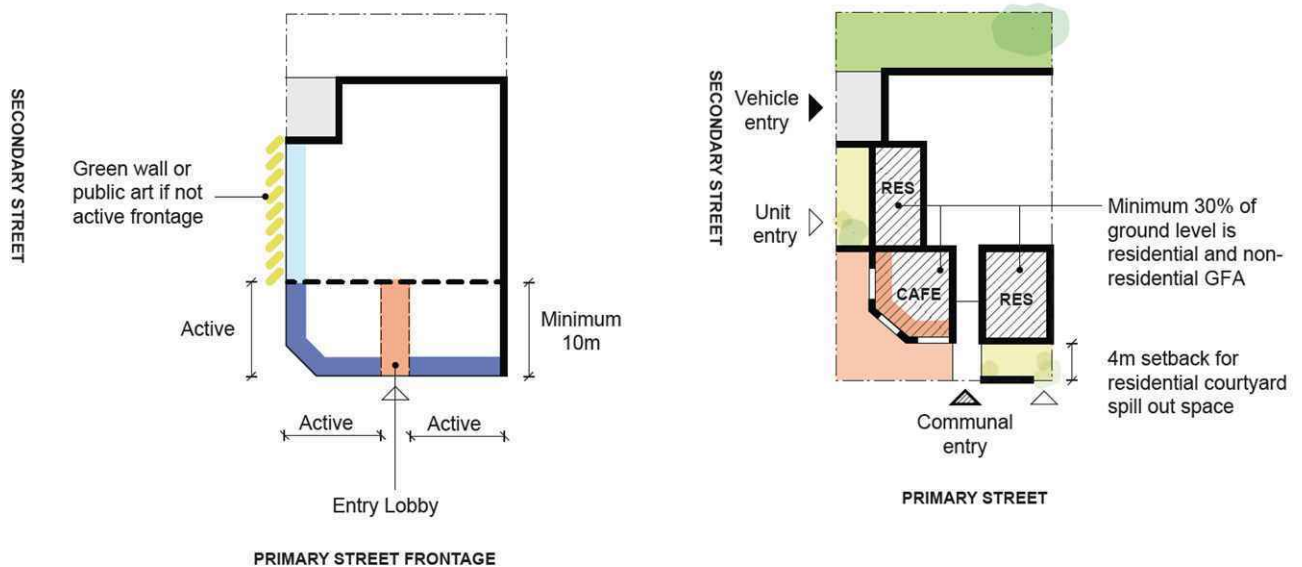 SECONDARY STREET
Green wall or
public art if not
active frontage
Active
Minimum
10m
Active
Active
Entry Lobby
PRIMARY STREET FRONTAGE
SECONDARY STREET
Vehicle
entry
Unit
entry
RES
CAFE
RES
Minimum 30% of
ground level is
residential and non-
residential GFA
4m setback for
residential courtyard
spill out space
Communal
entry
PRIMARY STREET